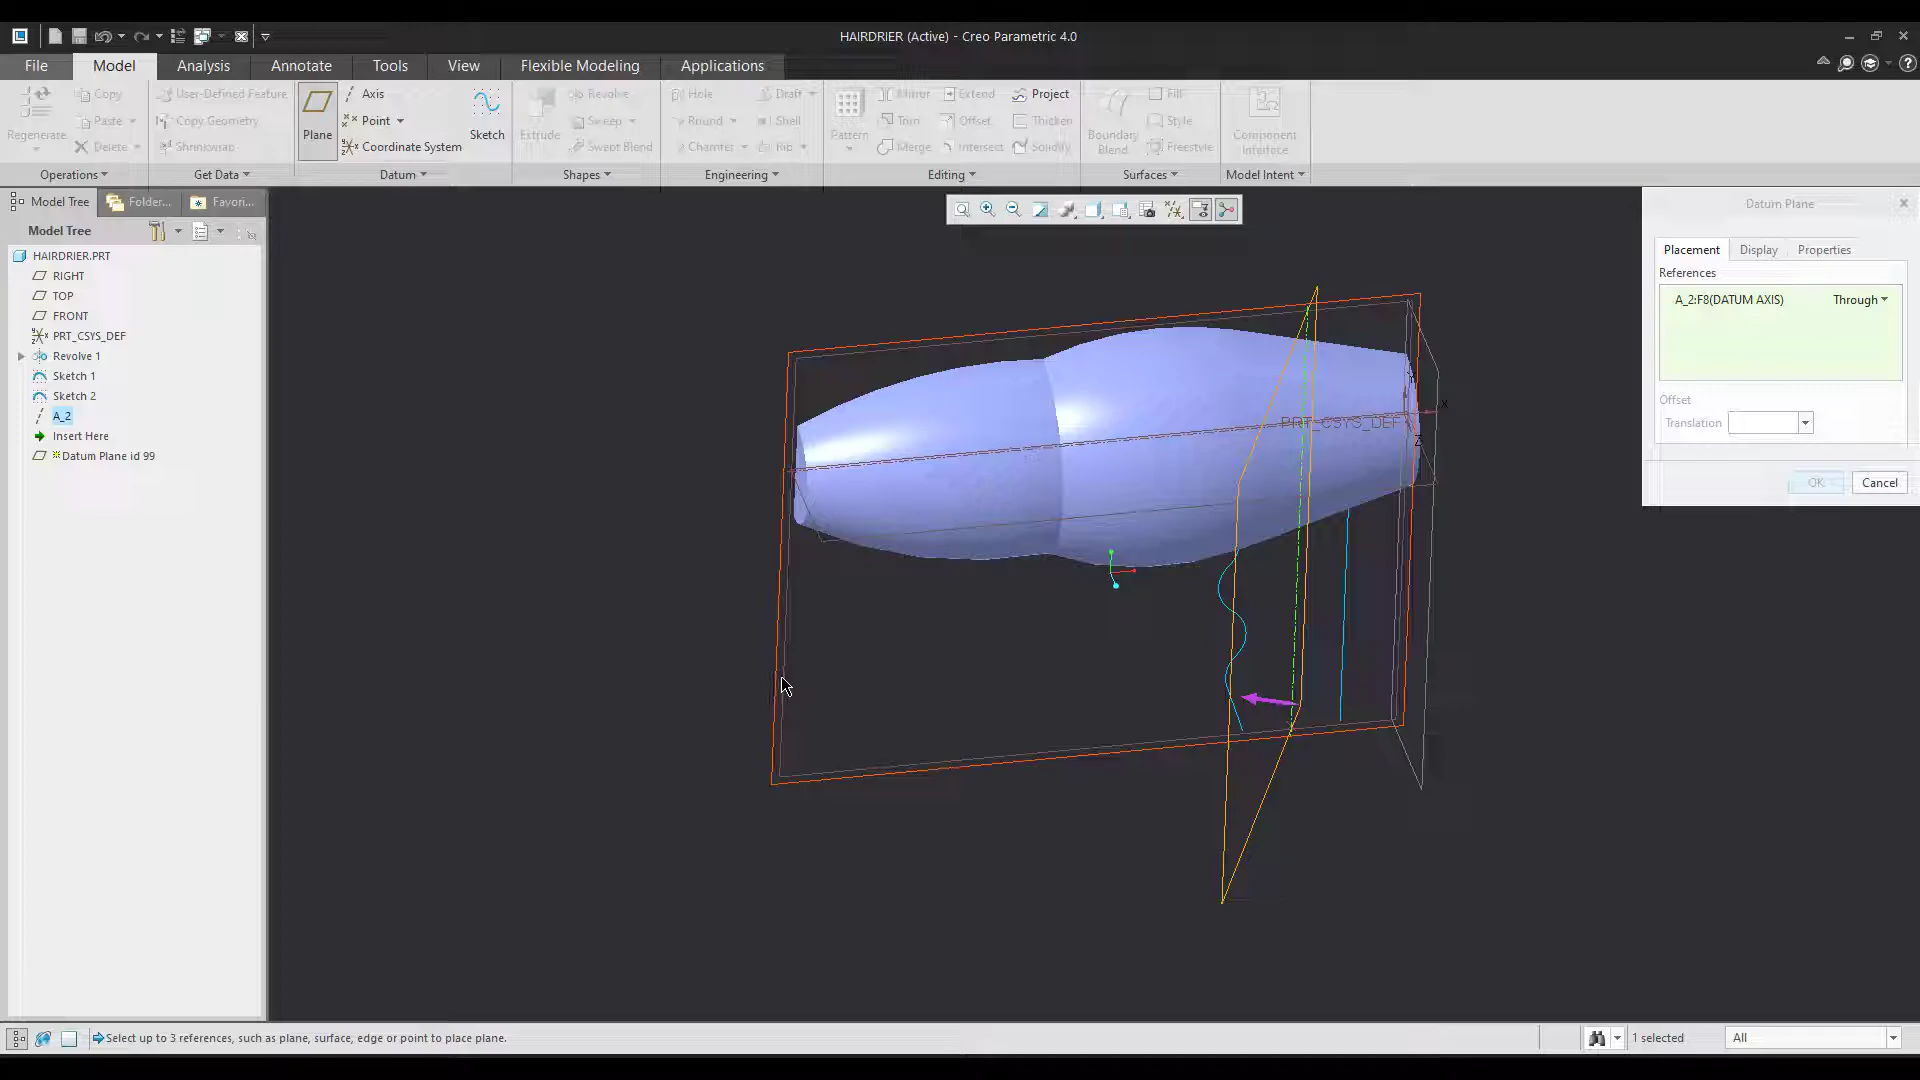 HAIRDRIER (Active) - Creo Parametric 4.0
File Model Analysis Annotate Tools View Flexible Modeling Applications
Regenerate
Copy
Paste
Delete
Operations
User-Defined Feature
Copy Geometry
Shrinkwrap
Get Data
Plane
Axis
Point
Coordinate System
Sketch
Datum
Extrude
Revolve
Sweep
Swept Blend
Shapes
Hole
Round
Chamfer
Draft
Shell
Rib
Engineering
Pattern
Mirror
Trim
Merge
Extend
Offset
Intersect
Project
Thicken
Solidify
Editing
Boundary
Blend
Fill
Style
Freestyle
Surfaces
Component
Interface
Model Intent
Model Tree Folder... Favori...
Model Tree
HAIRDRIER.PRT
RIGHT
TOP
FRONT
PRT_CSYS_DEF
Revolve 1
Sketch 1
Sketch 2
A_2
Insert Here
Datum Plane id 99
PRT_CSYS_DEF
X
Y
Z
Datum Plane
Placement Display Properties
References
A_2:F8(DATUM AXIS) Through
Offset
Translation
OK Cancel
Select up to 3 references, such as plane, surface, edge or point to place plane.
1 selected
All